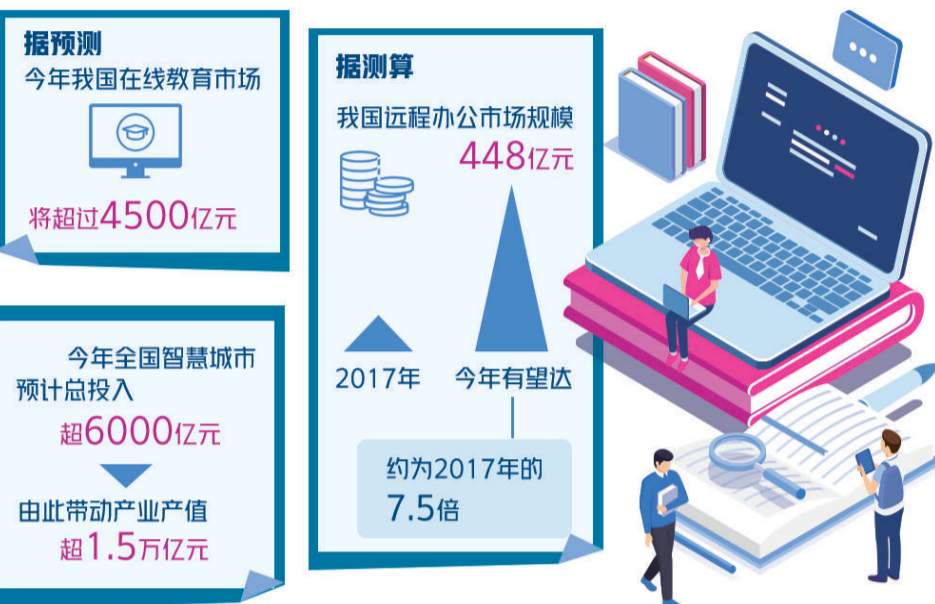 据预测
今年我国在线教育市场
将超过4500亿元
今年全国智慧城市
预计总投入
超6000亿元
由此带动产业产值
超1.5万亿元
据测算
我国远程办公市场规模
448亿元
2017年
今年有望达
约为2017年的
7.5倍